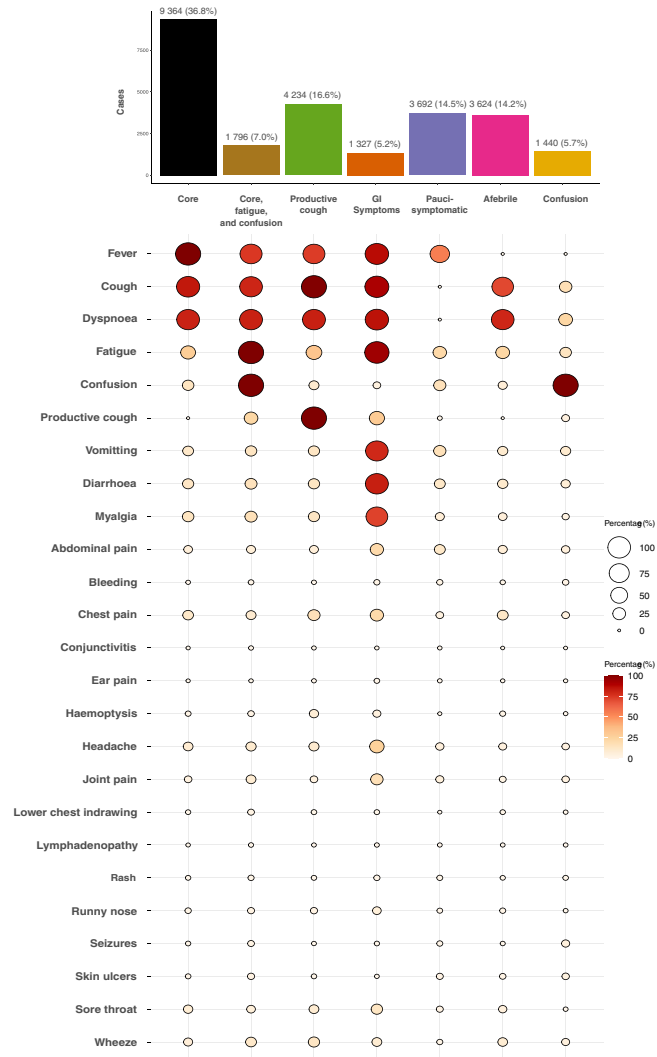 9 364 (36.8%)
4 234 (16.6%)
3 692 (14.5%) 3 624 (14.2%)
1 796 (7.0%)
1 327 (5.2%)
1 440 (5.7%)
Cases
7500
5000
2500
0
Core
Core, fatigue, and confusion
Productive cough
GI Symptoms
Pauci-symptomatic
Afebrile
Confusion
Fever
Cough
Dyspnoea
Fatigue
Confusion
Productive cough
Vomitting
Diarrhoea
Myalgia
Abdominal pain
Bleeding
Chest pain
Conjunctivitis
Ear pain
Haemoptysis
Headache
Joint pain
Lower chest indrawing
Lymphadenopathy
Rash
Runny nose
Seizures
Skin ulcers
Sore throat
Wheeze
Percentage (%)
100
75
50
25
0
Percentage (%)
100
75
50
25
0